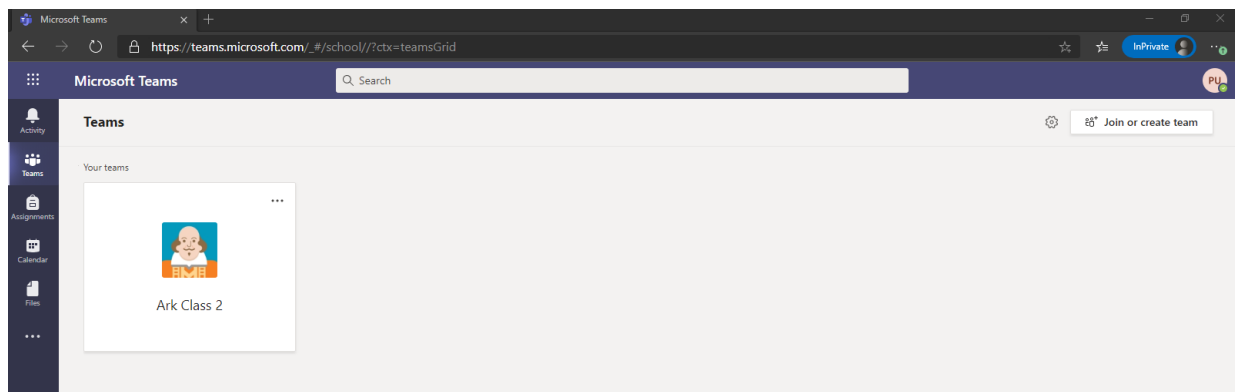 Microsoft Teams
https://teams.microsoft.com/_#/school//?ctx=teamsGrid
InPrivate
Microsoft Teams
Search
PU
Activity
Teams
Join or create team
Teams
Your teams
Assignments
Calendar
Ark Class 2
Files